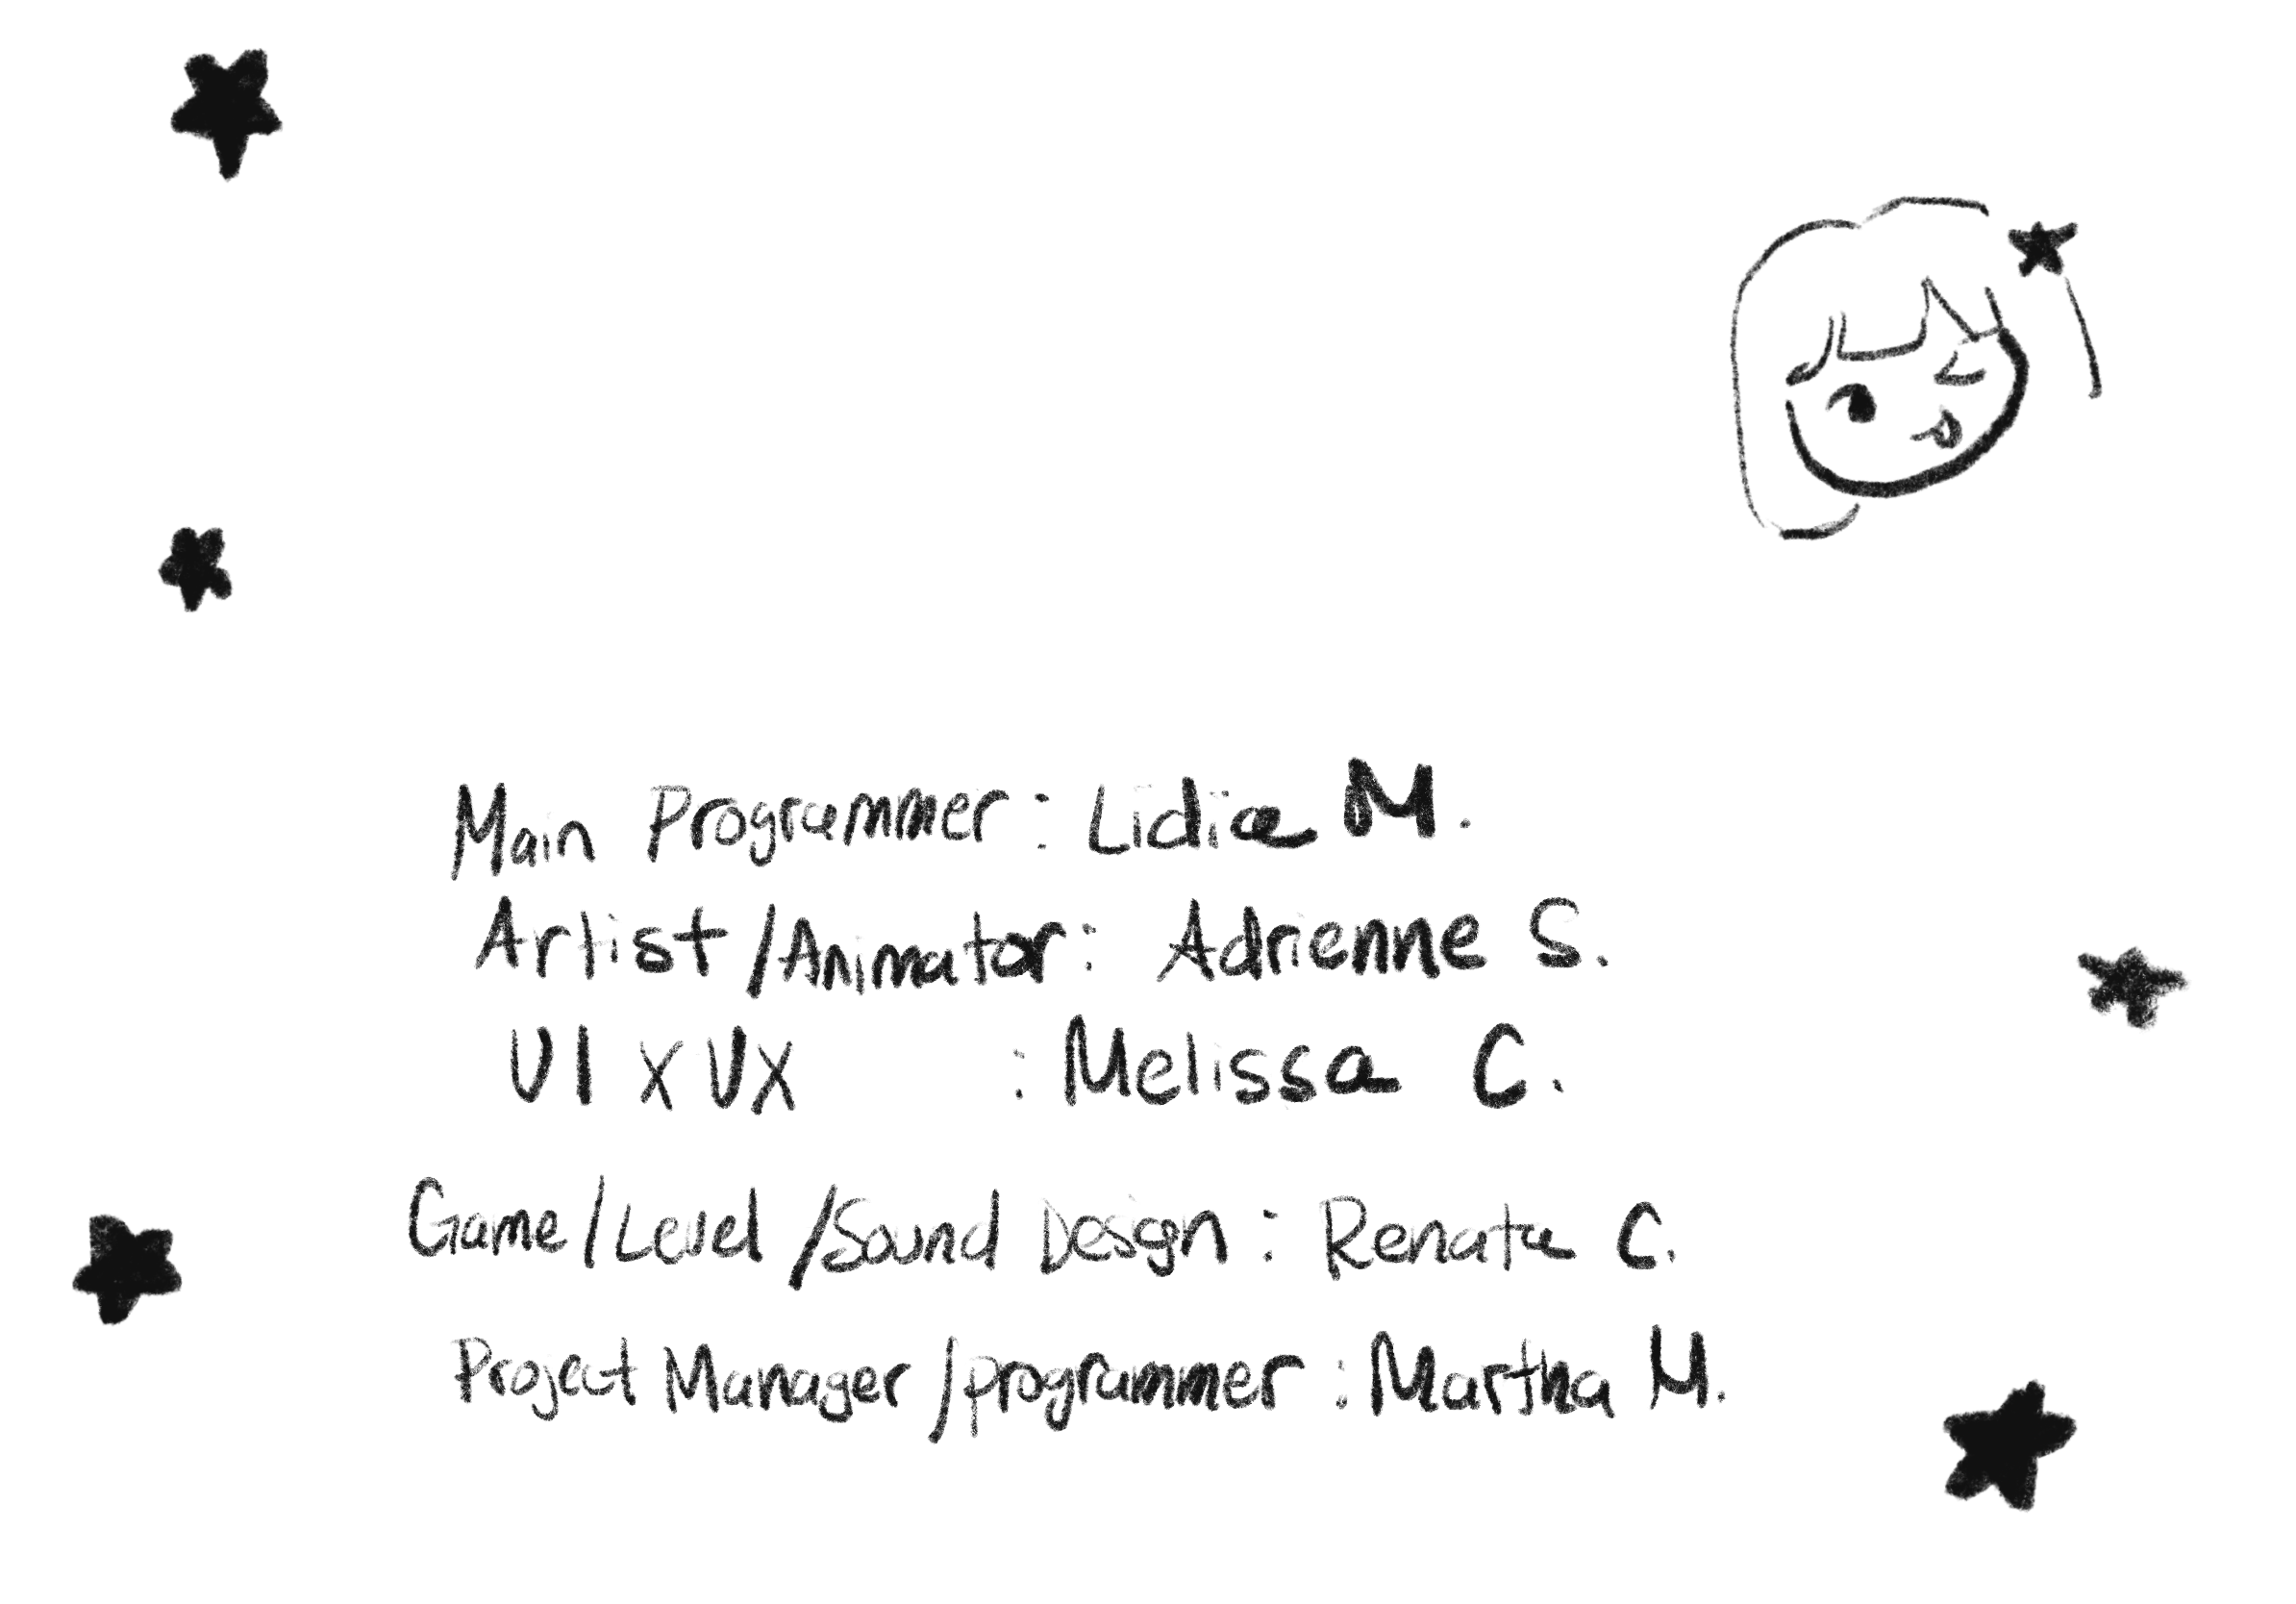 Main Programmer: Lidia M.
Artist/Animator: Adrienne S.
UI x UX : Melissa C.
Game/Level/Sound Design: Renata C.
Project Manager/programmer: Martha M.